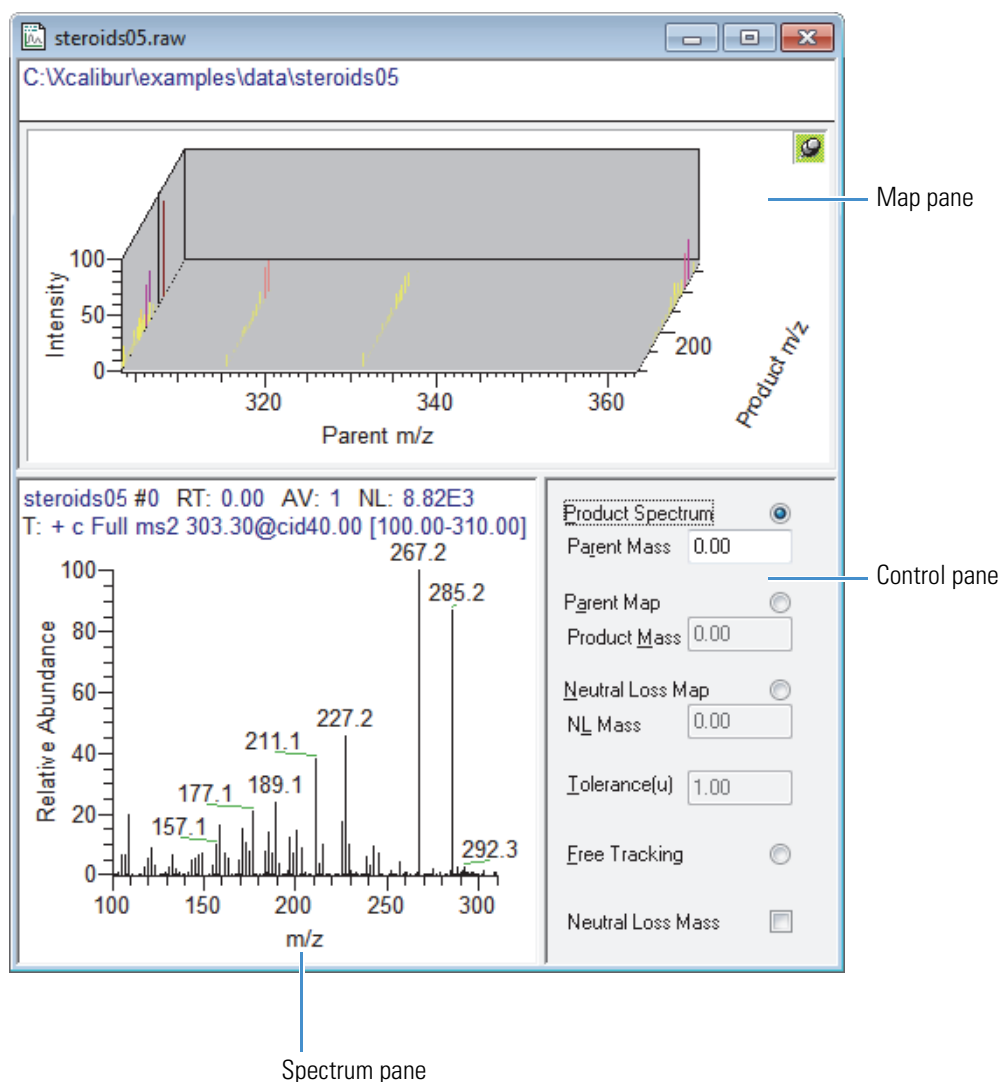 steroids05.raw
C:\Xcalibur\examples\data\steroids05
Map pane
100
50
0
Intensity
200
Product m/z
320 340 360
Parent m/z
steroids05 #0 RT: 0.00 AV: 1 NL: 8.82E3
T: + c Full ms2 303.30@cid40.00 [100.00-310.00]
267.2
100
285.2
80
60
227.2
211.1
40
189.1
177.1
20
157.1
292.3
0
Relative Abundance
100 150 200 250 300
m/z
Product Spectrum
Parent Mass 0.00
Control pane
Parent Map
Product Mass 0.00
Neutral Loss Map
NL Mass 0.00
Tolerance(u) 1.00
Free Tracking
Neutral Loss Mass
Spectrum pane